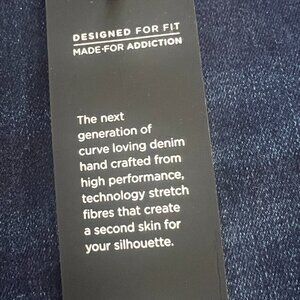 DESIGNED FOR FIT
MADE FOR ADDICTION
The next
generation of
curve loving denim
hand crafted from
high performance,
technology stretch
fibres that create
a second skin for
your silhouette.